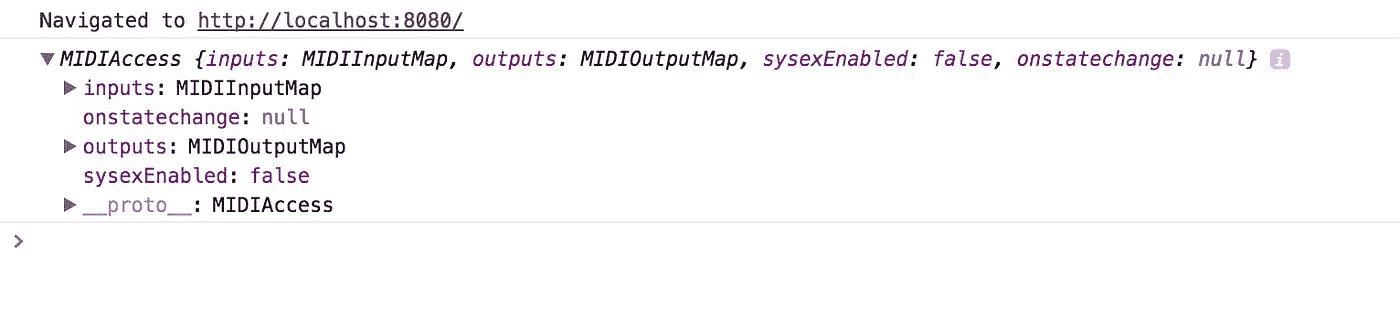 Navigated to http://localhost:8080/
MIDIAccess {inputs: MIDIInputMap, outputs: MIDIOutputMap, sysexEnabled: false, onstatechange: null} i
inputs: MIDIInputMap
onstatechange: null
outputs: MIDIOutputMap
sysexEnabled: false
__proto__: MIDIAccess
>